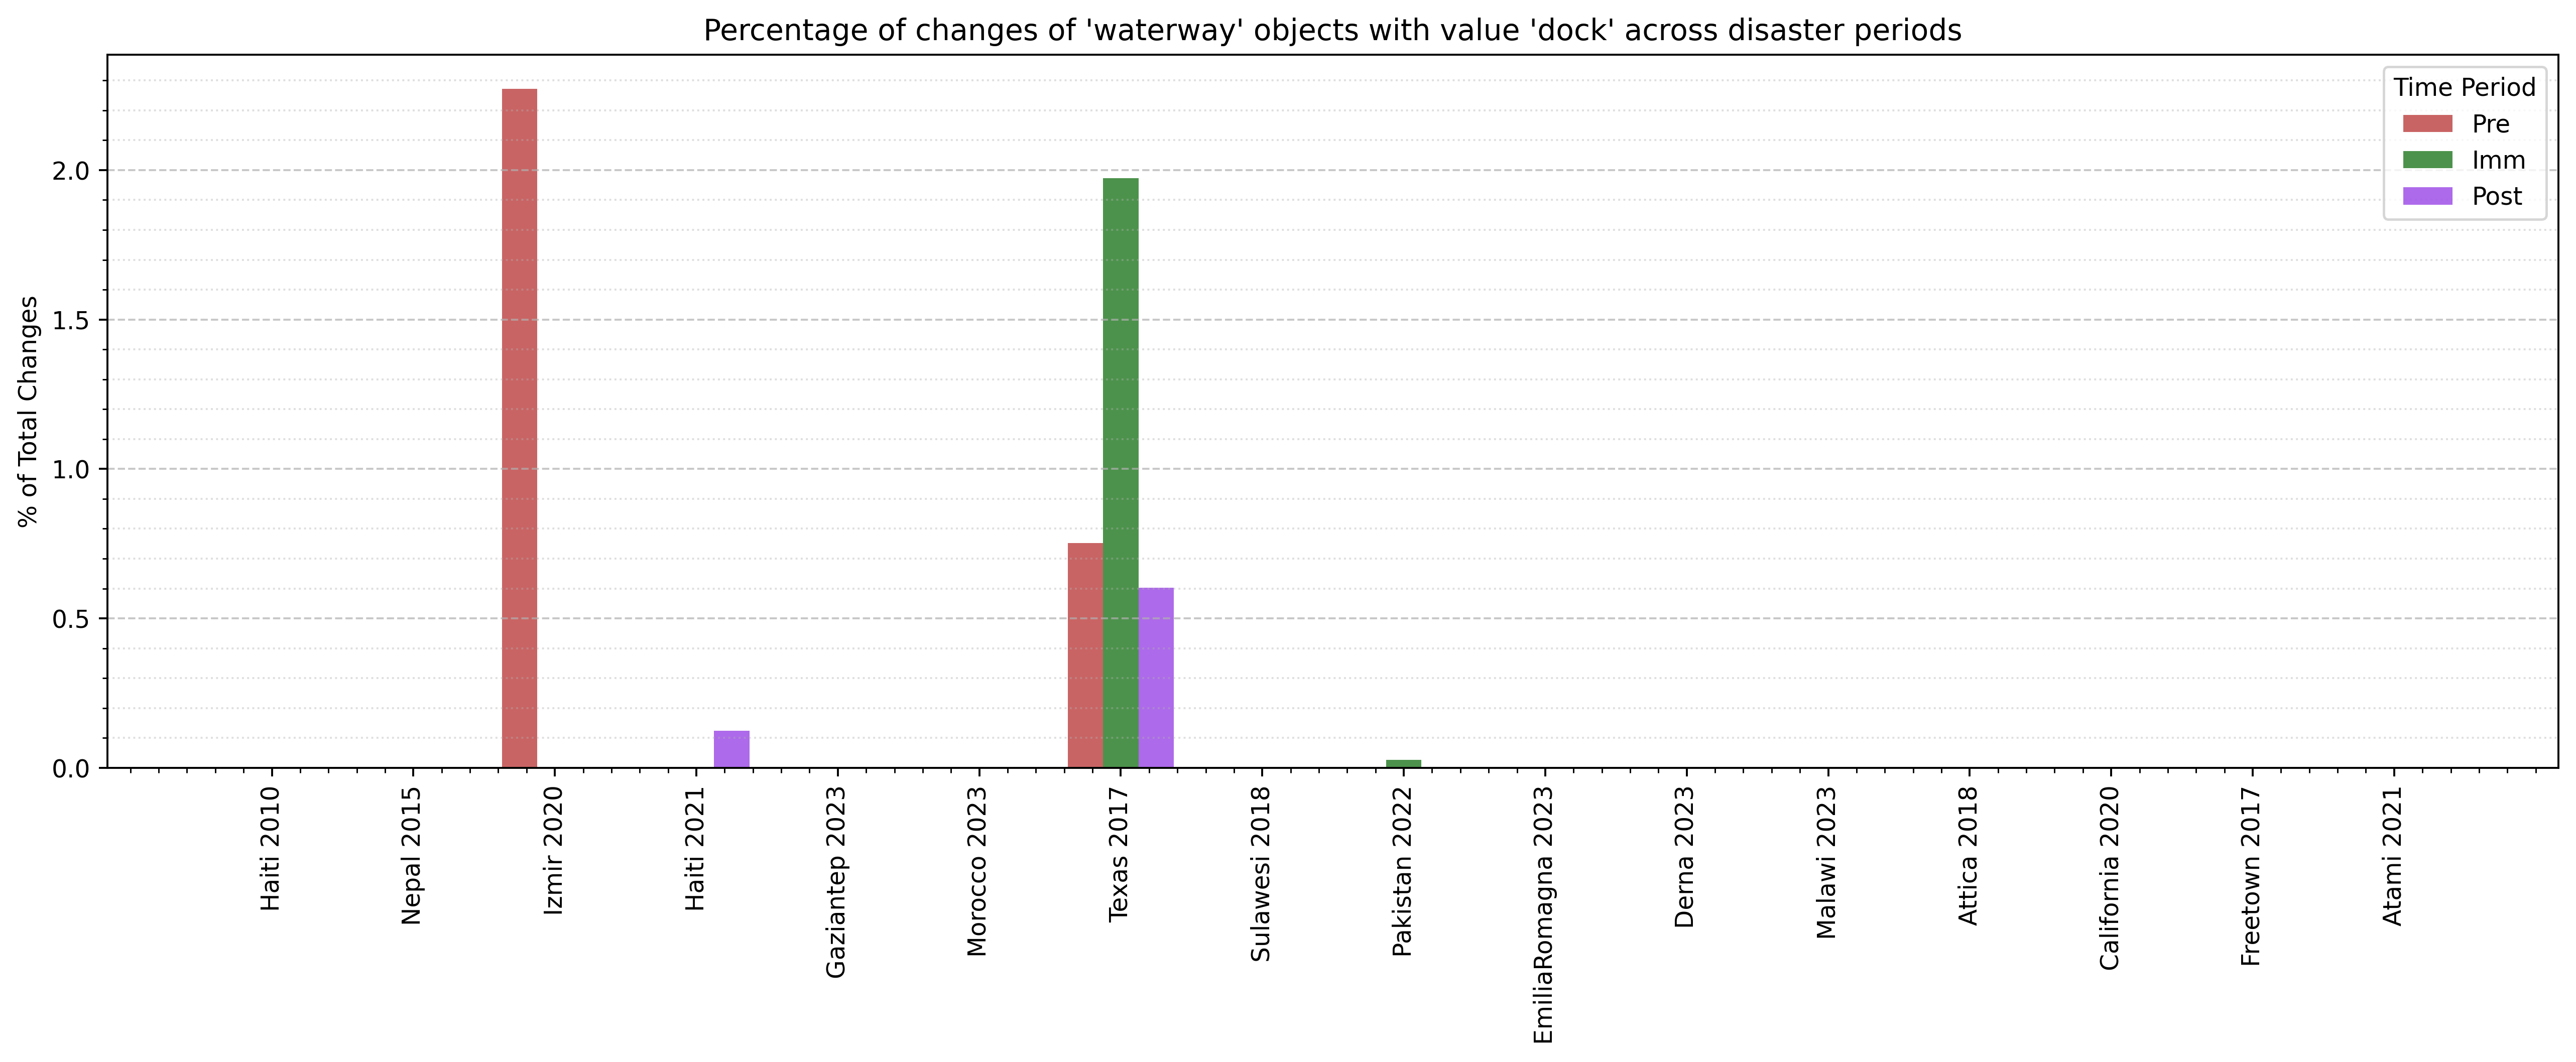 Percentage of changes of 'waterway' objects with value 'dock' across disaster periods
Time Period
Pre
Imm
Post
% of Total Changes
2.0
1.5
1.0
0.5
0.0
Haiti 2010
Nepal 2015
Izmir 2020
Haiti 2021
Gaziantep 2023
Morocco 2023
Texas 2017
Sulawesi 2018
Pakistan 2022
EmiliaRomagna 2023
Derna 2023
Malawi 2023
Attica 2018
California 2020
Freetown 2017
Atami 2021